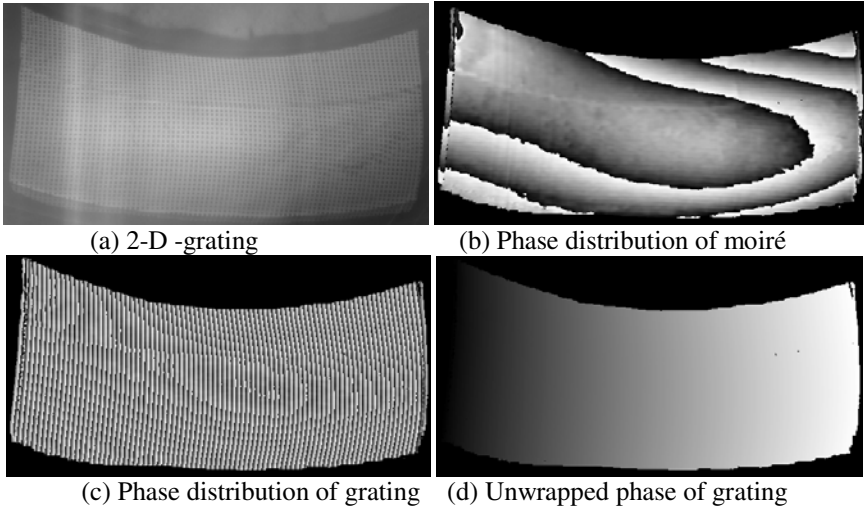 (a) 2-D -grating
(b) Phase distribution of moiré
(c) Phase distribution of grating
(d) Unwrapped phase of grating